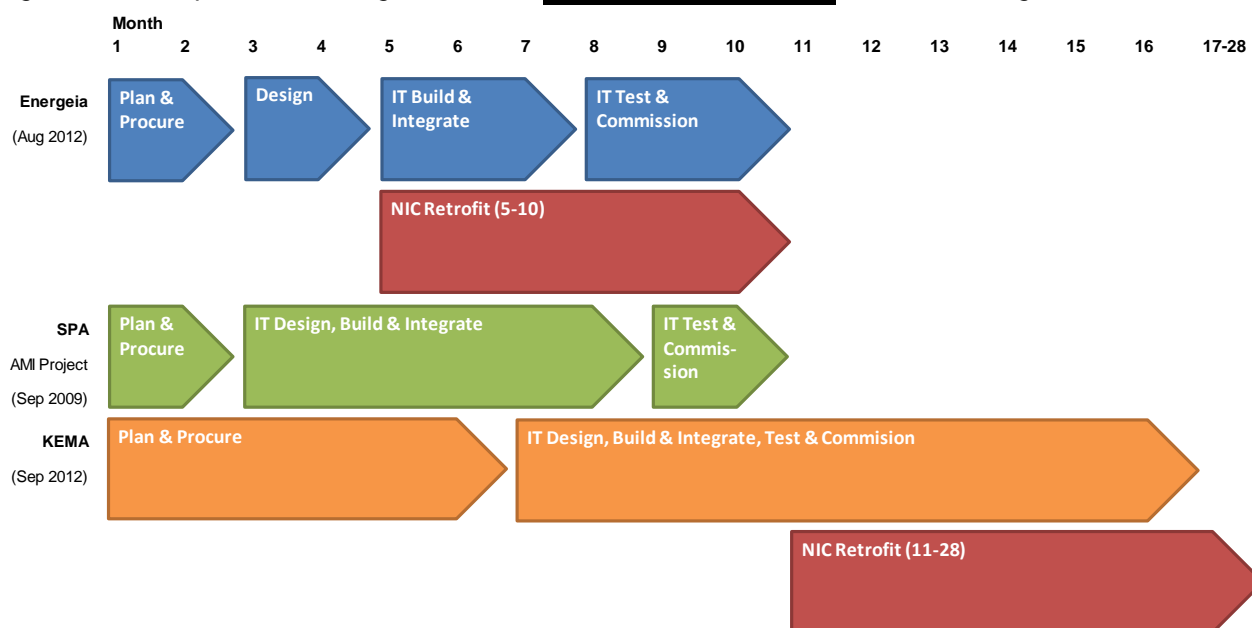 Month
1 2 3 4 5 6 7 8 9 10 11 12 13 14 15 16 17-28
Energeia
(Aug 2012)
Plan &
Procure
Design
IT Build &
Integrate
IT Test &
Commission
NIC Retrofit (5-10)
SPA
AMI Project
(Sep 2009)
Plan &
Procure
IT Design, Build & Integrate
IT Test &
Commis-
sion
KEMA
(Sep 2012)
Plan & Procure
IT Design, Build & Integrate, Test & Commision
NIC Retrofit (11-28)